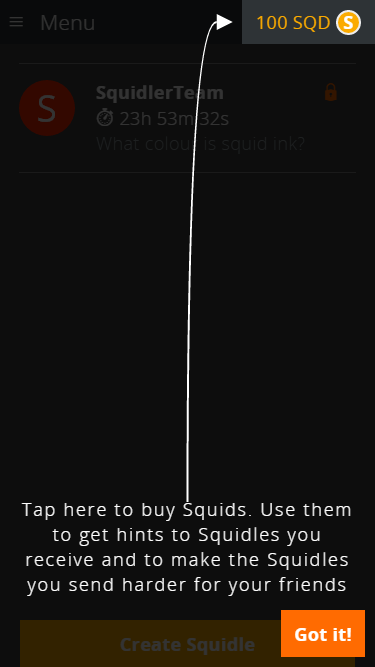 Menu
100 SQD S
S
SquidlerTeam
23h 53m 32s
What colour is squid ink?
Tap here to buy Squids. Use them
to get hints to Squidles you
receive and to make the Squidles
you send harder for your friends
Got it!
Create Squidle